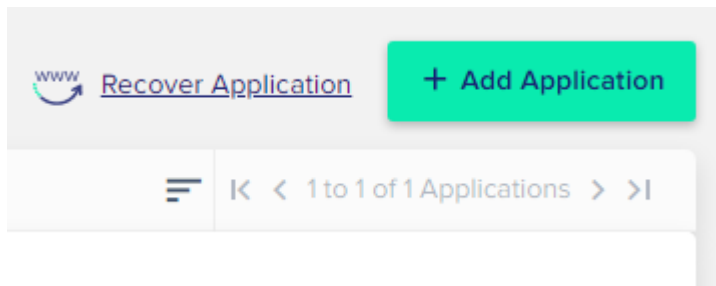 www Recover Application
+ Add Application
1 to 1 of 1 Applications